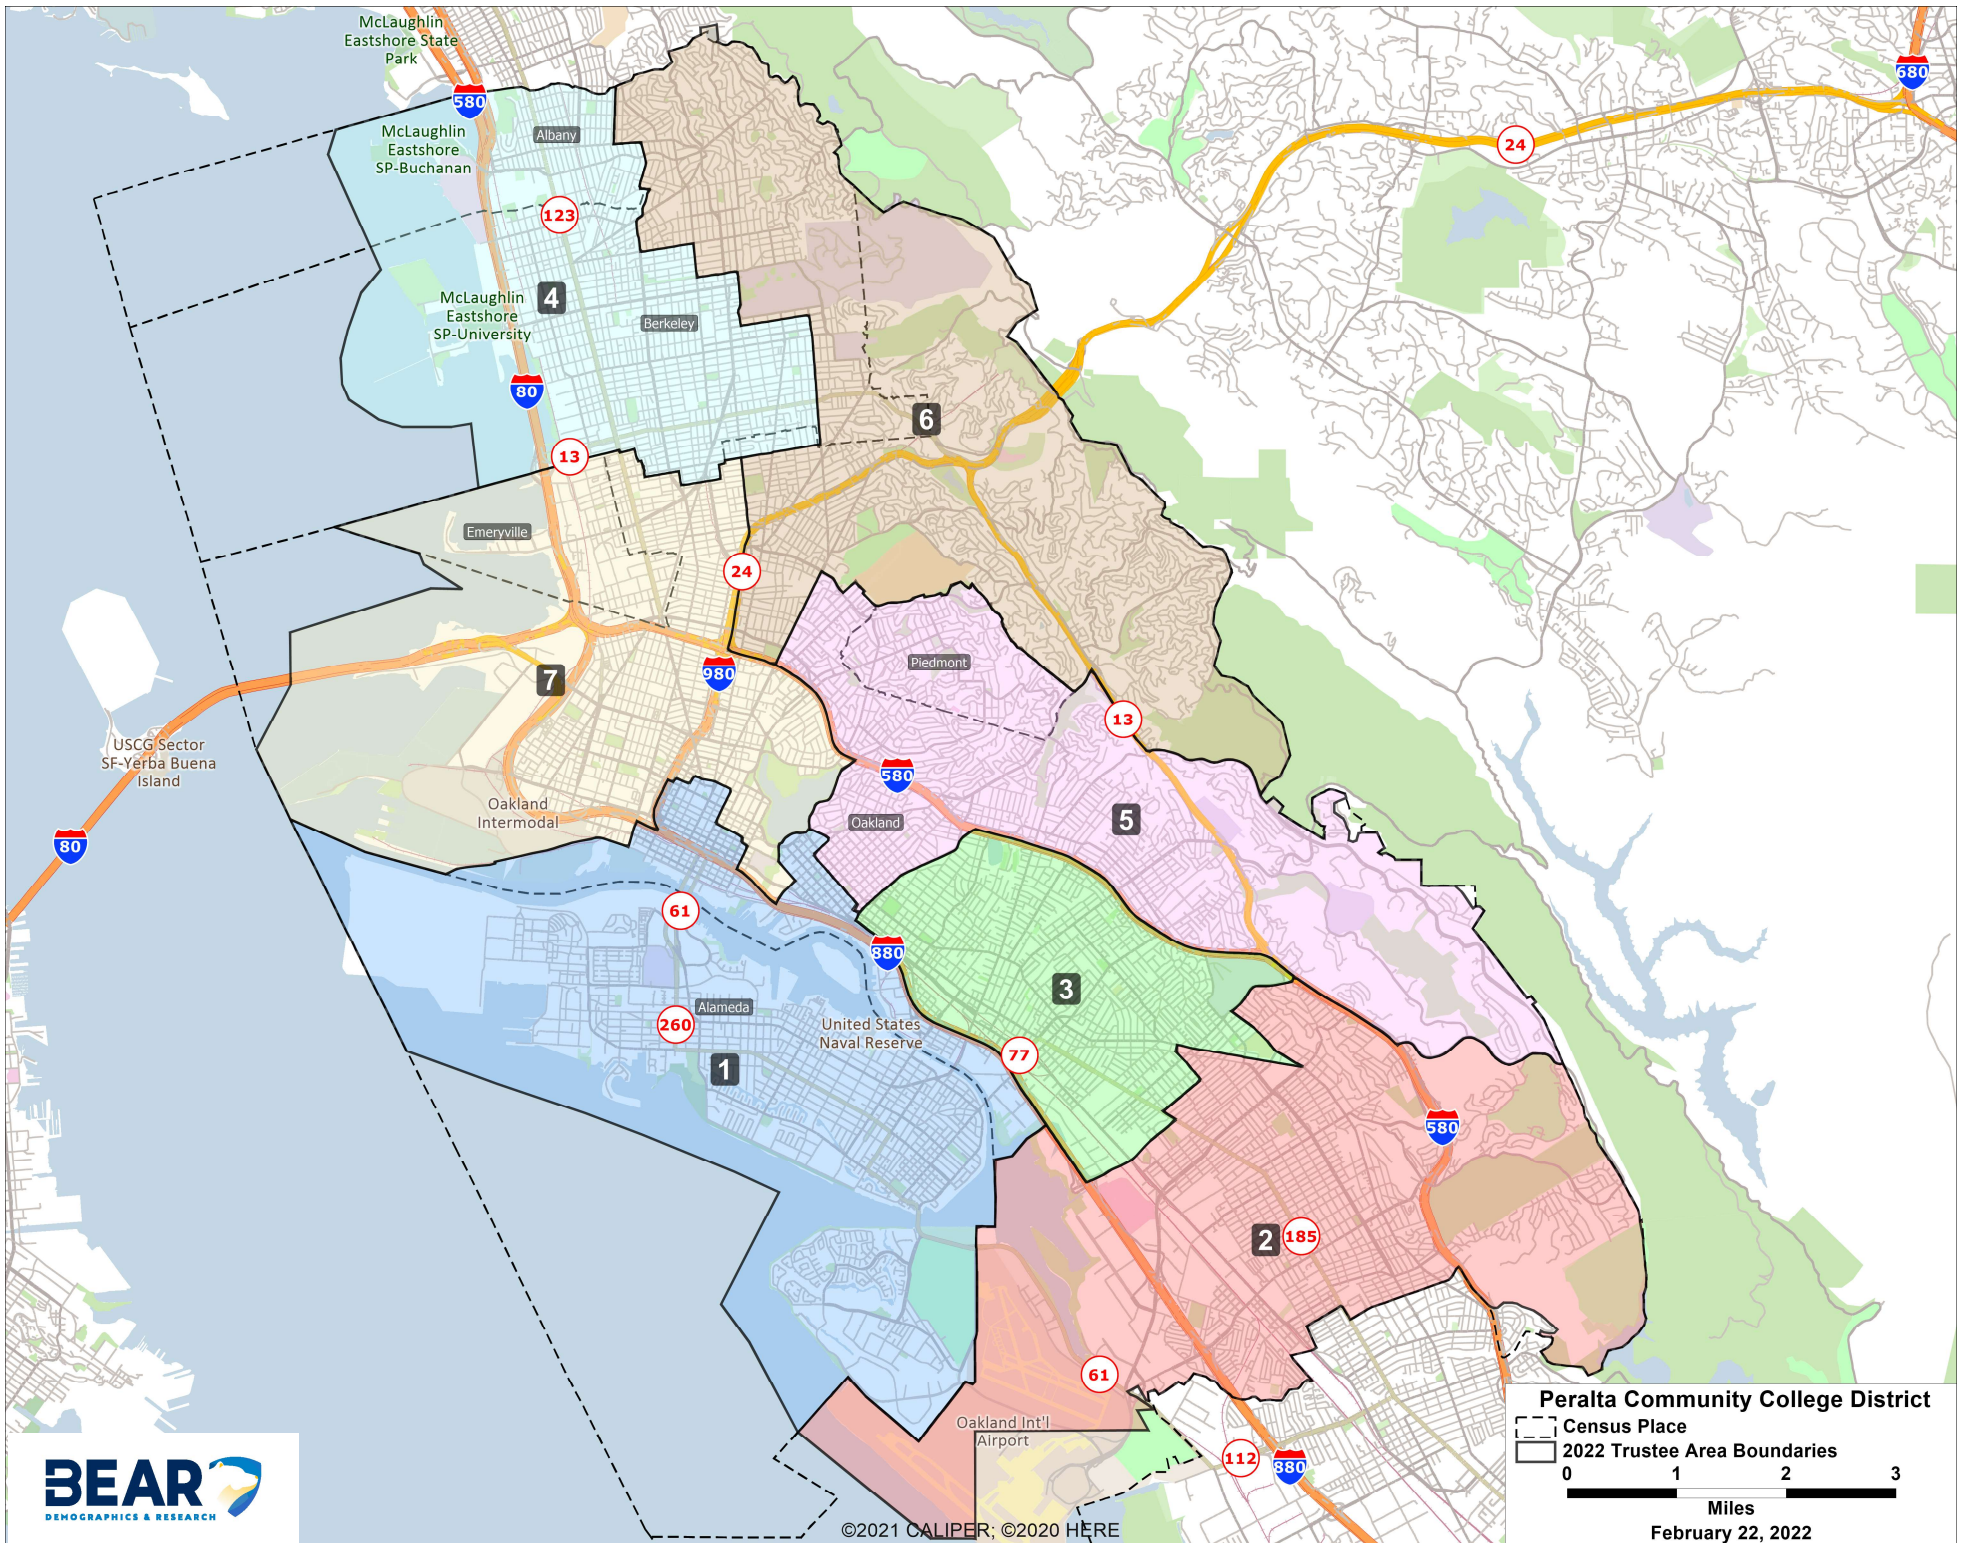 McLaughlin
Eastshore State
Park
580
680
McLaughlin
Eastshore
SP-Buchanan
Albany
24
123
McLaughlin
Eastshore
SP-University
4
Berkeley
80
6
13
Emeryville
24
Piedmont
980
7
13
USCG Sector
SF-Yerba Buena
Island
580
Oakland
Intermodal
Oakland
5
80
61
880
3
Alameda
260
United States
Naval Reserve
77
1
580
2
185
61
Oakland Int'l
Airport
112
880
BEAR
DEMOGRAPHICS & RESEARCH
©2021 CALIPER; ©2020 HERE
Peralta Community College District
Census Place
2022 Trustee Area Boundaries
0 1 2 3
Miles
February 22, 2022